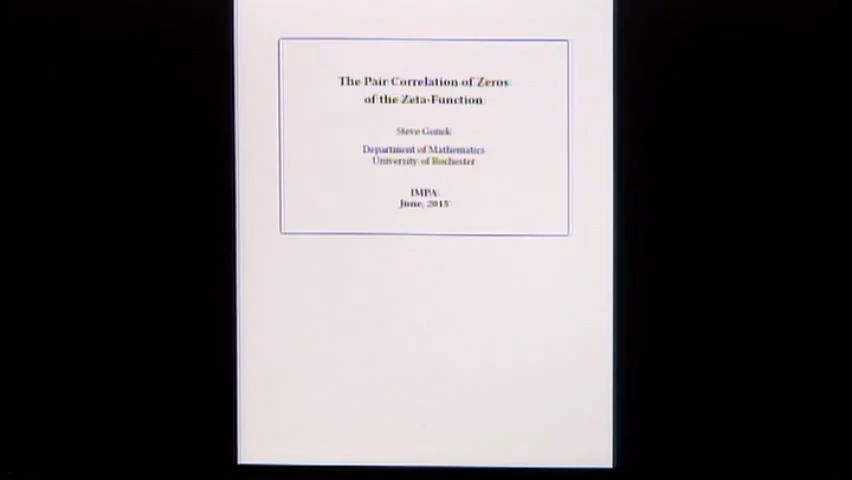 The Pair Correlation of Zeros
of the Zeta-Function
Steve Gonek
Department of Mathematics
University of Rochester
IMPA
June, 2015